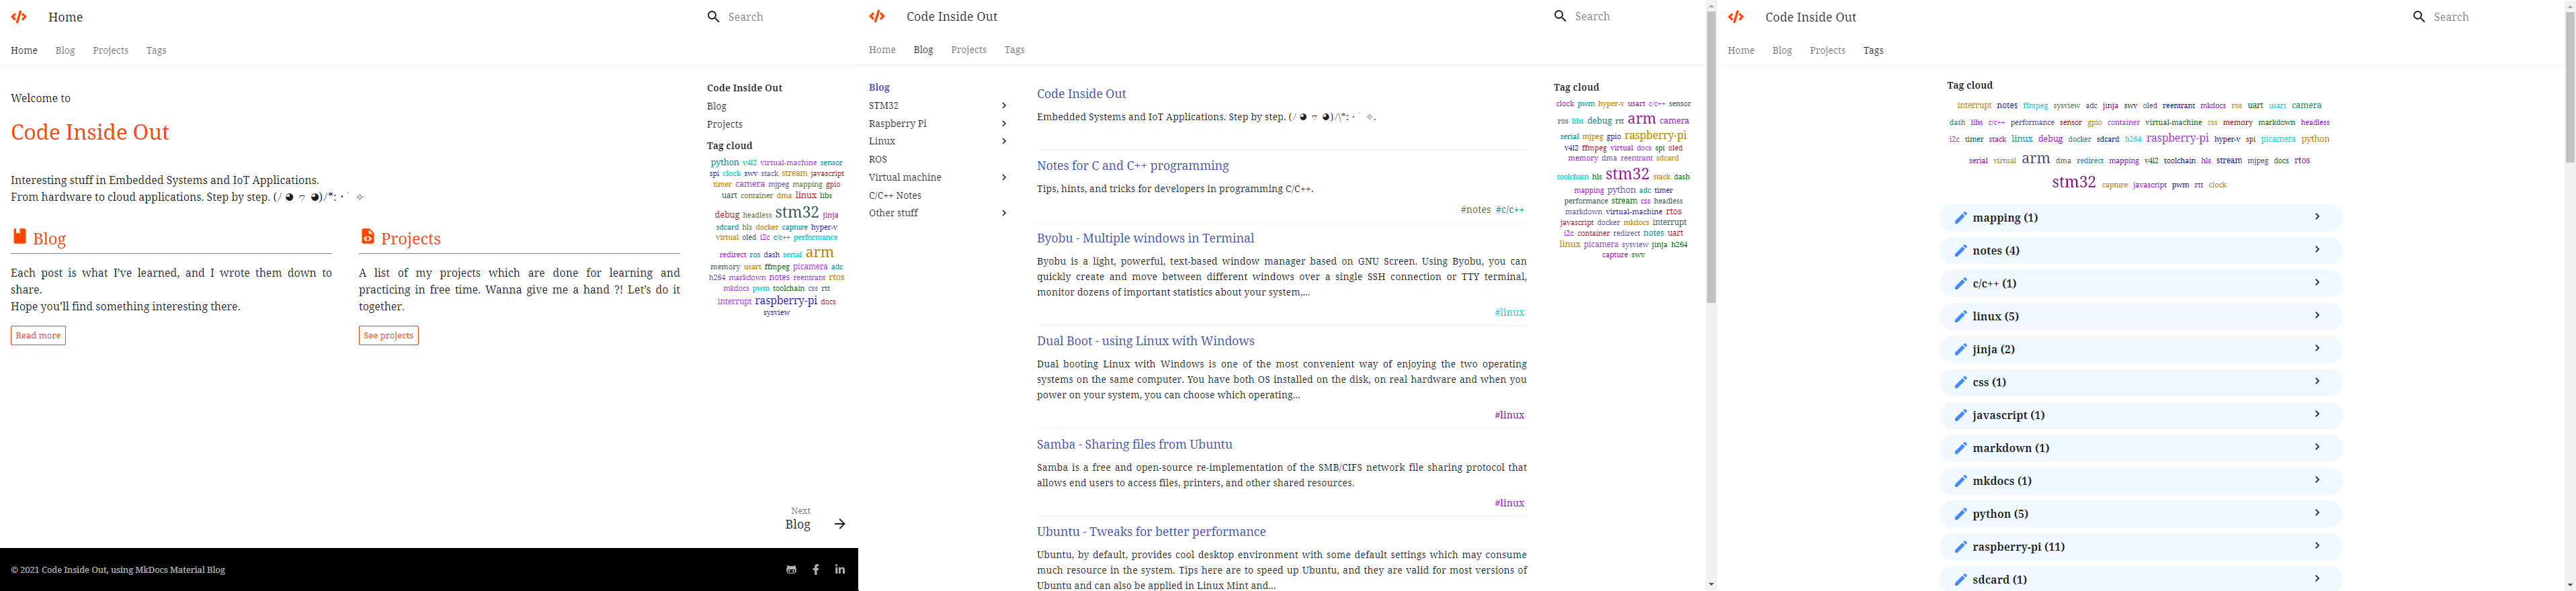 Home
Search
Home Blog Projects Tags
Welcome to
Code Inside Out
Interesting stuff in Embedded Systems and IoT Applications.
From hardware to cloud applications. Step by step. (ﾉ◕ヮ◕)ﾉ*:･ﾟ✧
Blog
Each post is what I've learned, and I wrote them down to
share.
Hope you'll find something interesting there.
Read more
Projects
A list of my projects which are done for learning and
practicing in free time. Wanna give me a hand ?! Let's do it
together.
See projects
Code Inside Out
Blog
Projects
Tag cloud
python v4l2 virtual-machine sensor
spi clock swv stack stream javascript
timer camera mjpeg mapping gpio
uart container dma linux libs
debug headless stm32 jinja
sdcard hls docker capture hyper-v
virtual oled i2c c/c++ performance
redirect ros dash serial arm
memory usart ffmpeg picamera adc
h264 markdown notes reentrant rtos
mkdocs pwm toolchain css rtt
interrupt raspberry-pi docs
sysview
Next
Blog
© 2021 Code Inside Out, using MkDocs Material Blog
Code Inside Out
Search
Home Blog Projects Tags
Blog
STM32
Raspberry Pi
Linux
ROS
Virtual machine
C/C++ Notes
Other stuff
Code Inside Out
Embedded Systems and IoT Applications. Step by step. (ﾉ◕ヮ◕)ﾉ\*:･ﾟ✧.
Notes for C and C++ programming
Tips, hints, and tricks for developers in programming C/C++.
#notes #c/c++
Byobu - Multiple windows in Terminal
Byobu is a light, powerful, text-based window manager based on GNU Screen. Using Byobu, you can
quickly create and move between different windows over a single SSH connection or TTY terminal,
monitor dozens of important statistics about your system,...
#linux
Dual Boot - using Linux with Windows
Dual booting Linux with Windows is one of the most convenient way of enjoying the two operating
systems on the same computer. You have both OS installed on the disk, on real hardware and when you
power on your system, you can choose which operating...
#linux
Samba - Sharing files from Ubuntu
Samba is a free and open-source re-implementation of the SMB/CIFS network file sharing protocol that
allows end users to access files, printers, and other shared resources.
#linux
Ubuntu - Tweaks for better performance
Ubuntu, by default, provides cool desktop environment with some default settings which may consume
much resource in the system. Tips here are to speed up Ubuntu, and they are valid for most versions of
Ubuntu and can also be applied in Linux Mint and...
Tag cloud
clock pwm hyper-v usart c/c++ sensor
ros libs debug rtt arm camera
serial mjpeg gpio raspberry-pi
v4l2 ffmpeg virtual docs spi oled
memory dma reentrant sdcard
toolchain hls stm32 stack dash
mapping python adc timer
performance stream css headless
markdown virtual-machine rtos
javascript docker mkdocs interrupt
i2c container redirect notes uart
linux picamera sysview jinja h264
capture swv
Code Inside Out
Search
Home Blog Projects Tags
Tag cloud
interrupt notes ffmpeg sysview adc jinja swv oled reentrant mkdocs ros uart usart camera
dash libs c/c++ performance sensor gpio container virtual-machine css memory markdown headless
i2c timer stack linux debug docker sdcard h264 raspberry-pi hyper-v spi picamera python
serial virtual arm dma redirect mapping v4l2 toolchain hls stream mjpeg docs rtos
stm32 capture javascript pwm rtt clock
mapping (1)
notes (4)
c/c++ (1)
linux (5)
jinja (2)
css (1)
javascript (1)
markdown (1)
mkdocs (1)
python (5)
raspberry-pi (11)
sdcard (1)